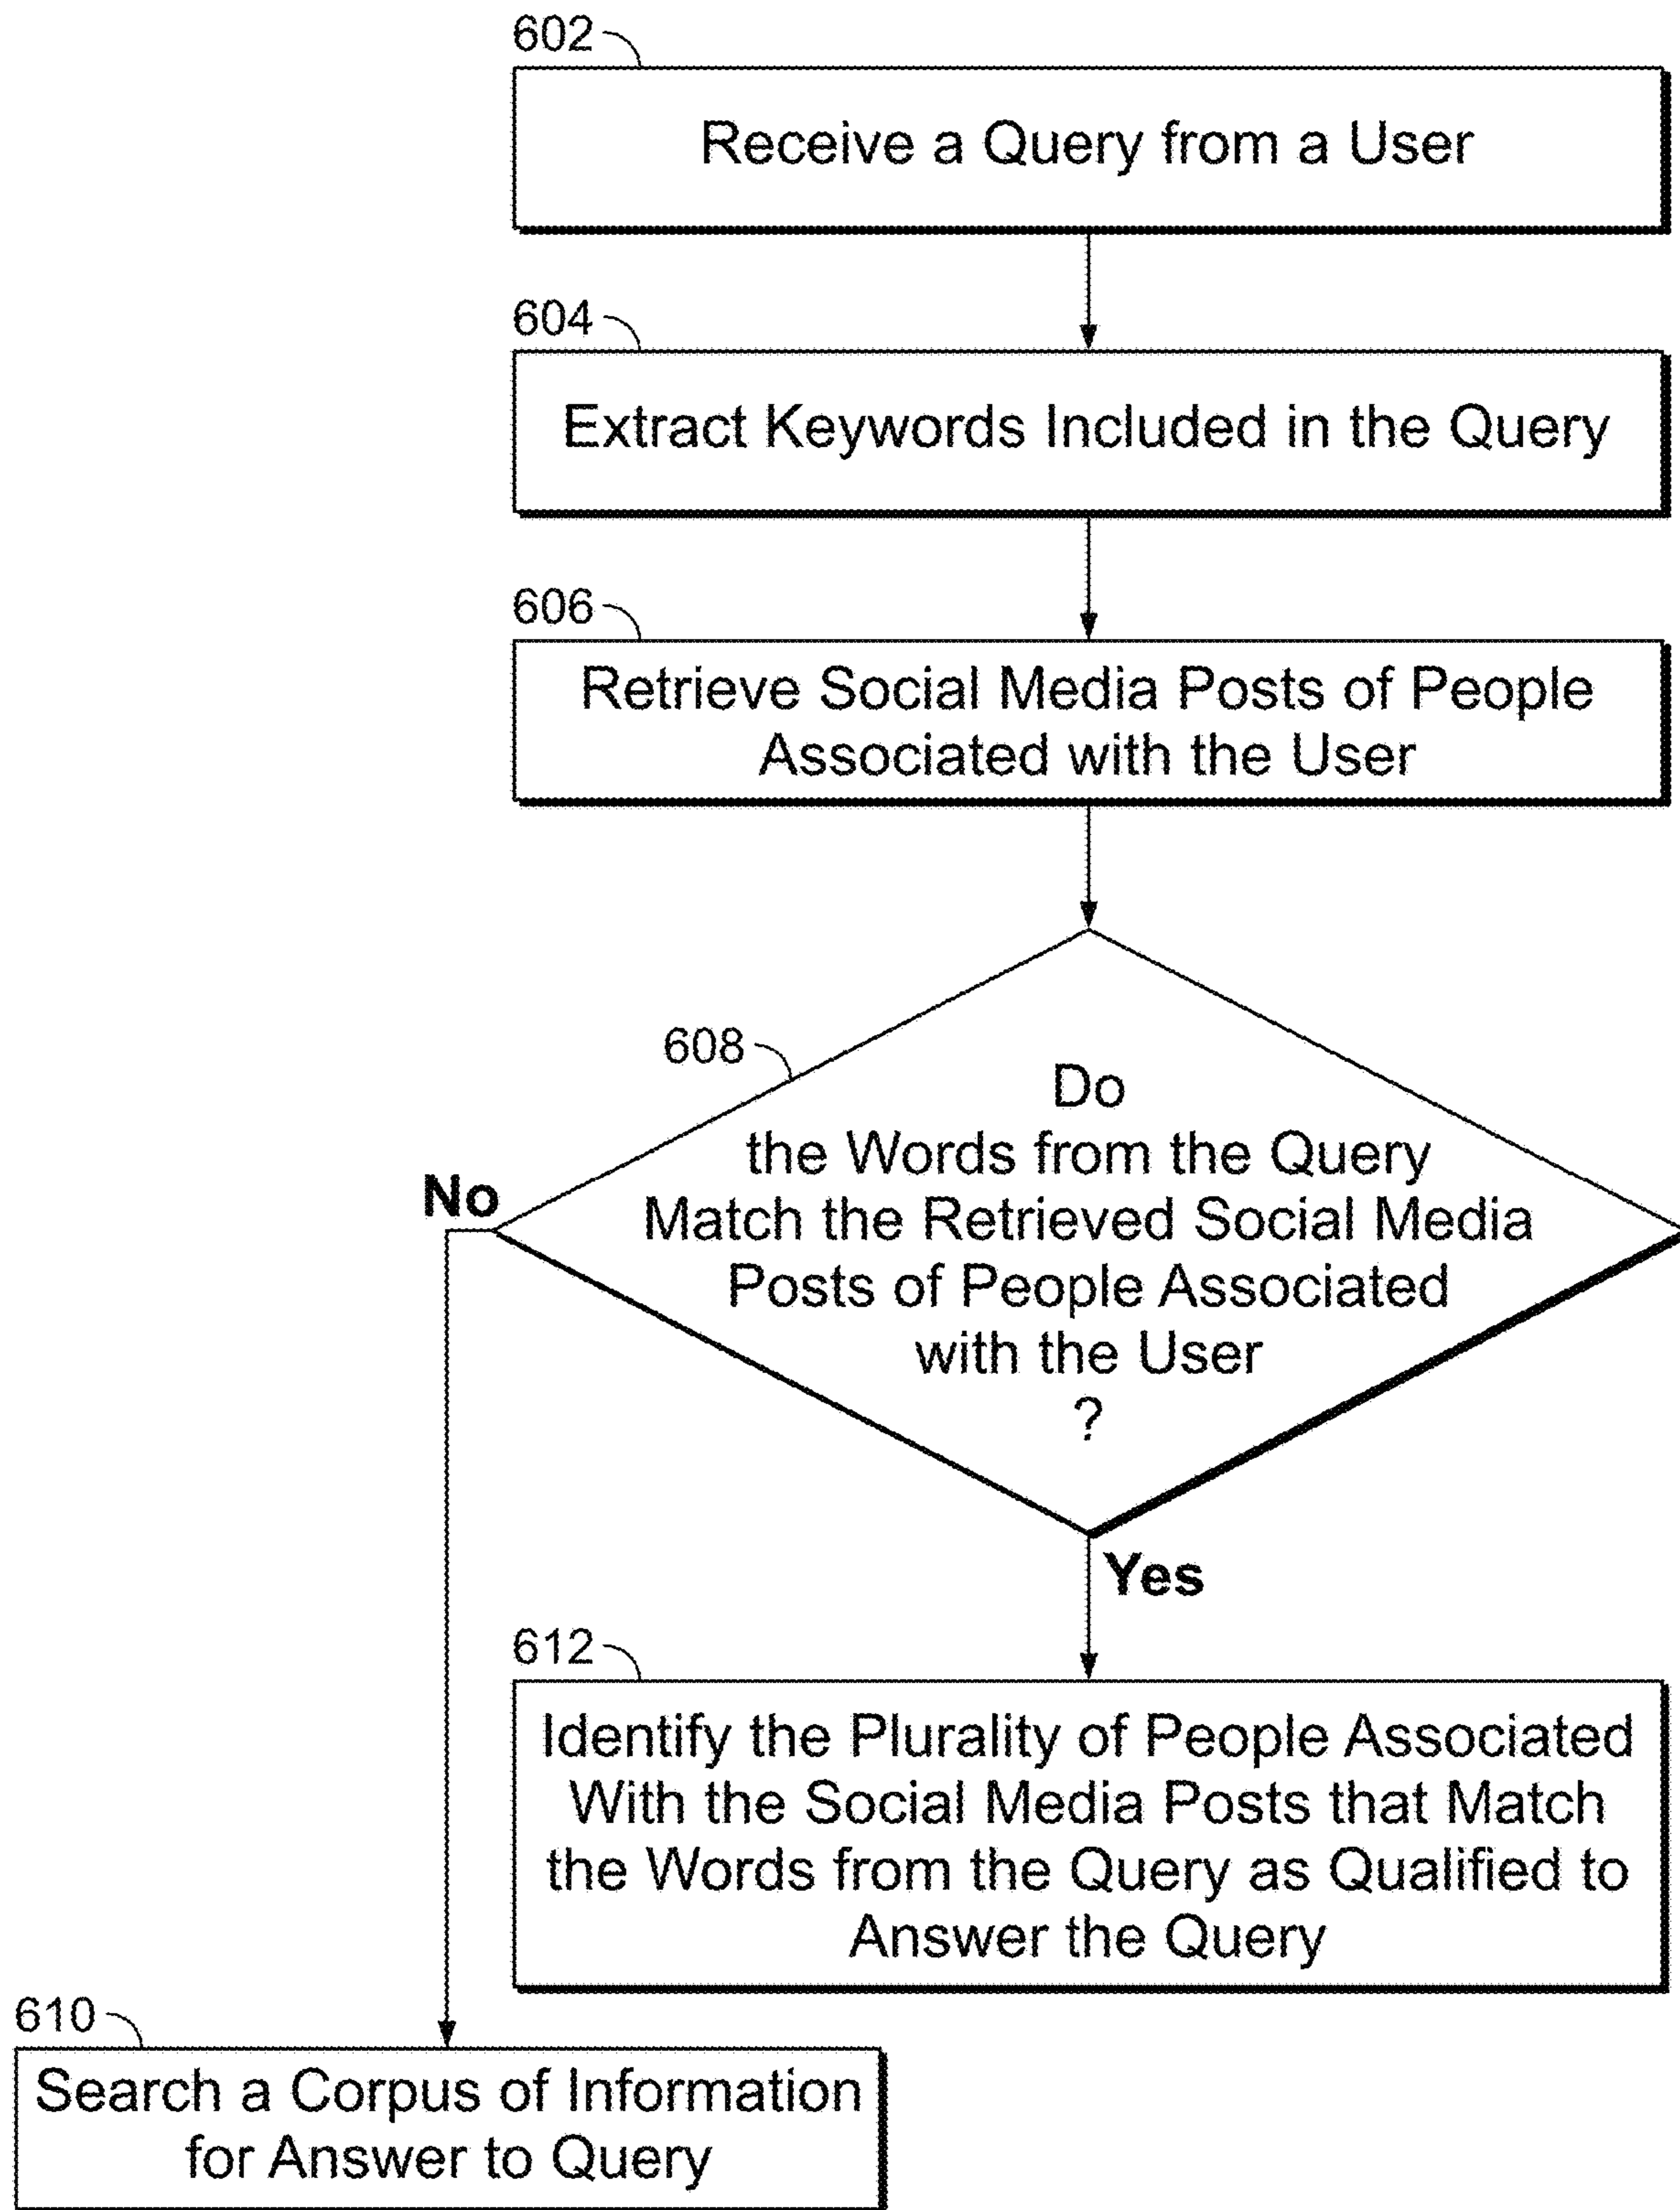 602
Receive a Query from a User
604
Extract Keywords Included in the Query
606
Retrieve Social Media Posts of People
Associated with the User
608
Do
the Words from the Query
Match the Retrieved Social Media
Posts of People Associated
with the User
?
No
Yes
612
Identify the Plurality of People Associated
With the Social Media Posts that Match
the Words from the Query as Qualified to
Answer the Query
610
Search a Corpus of Information
for Answer to Query